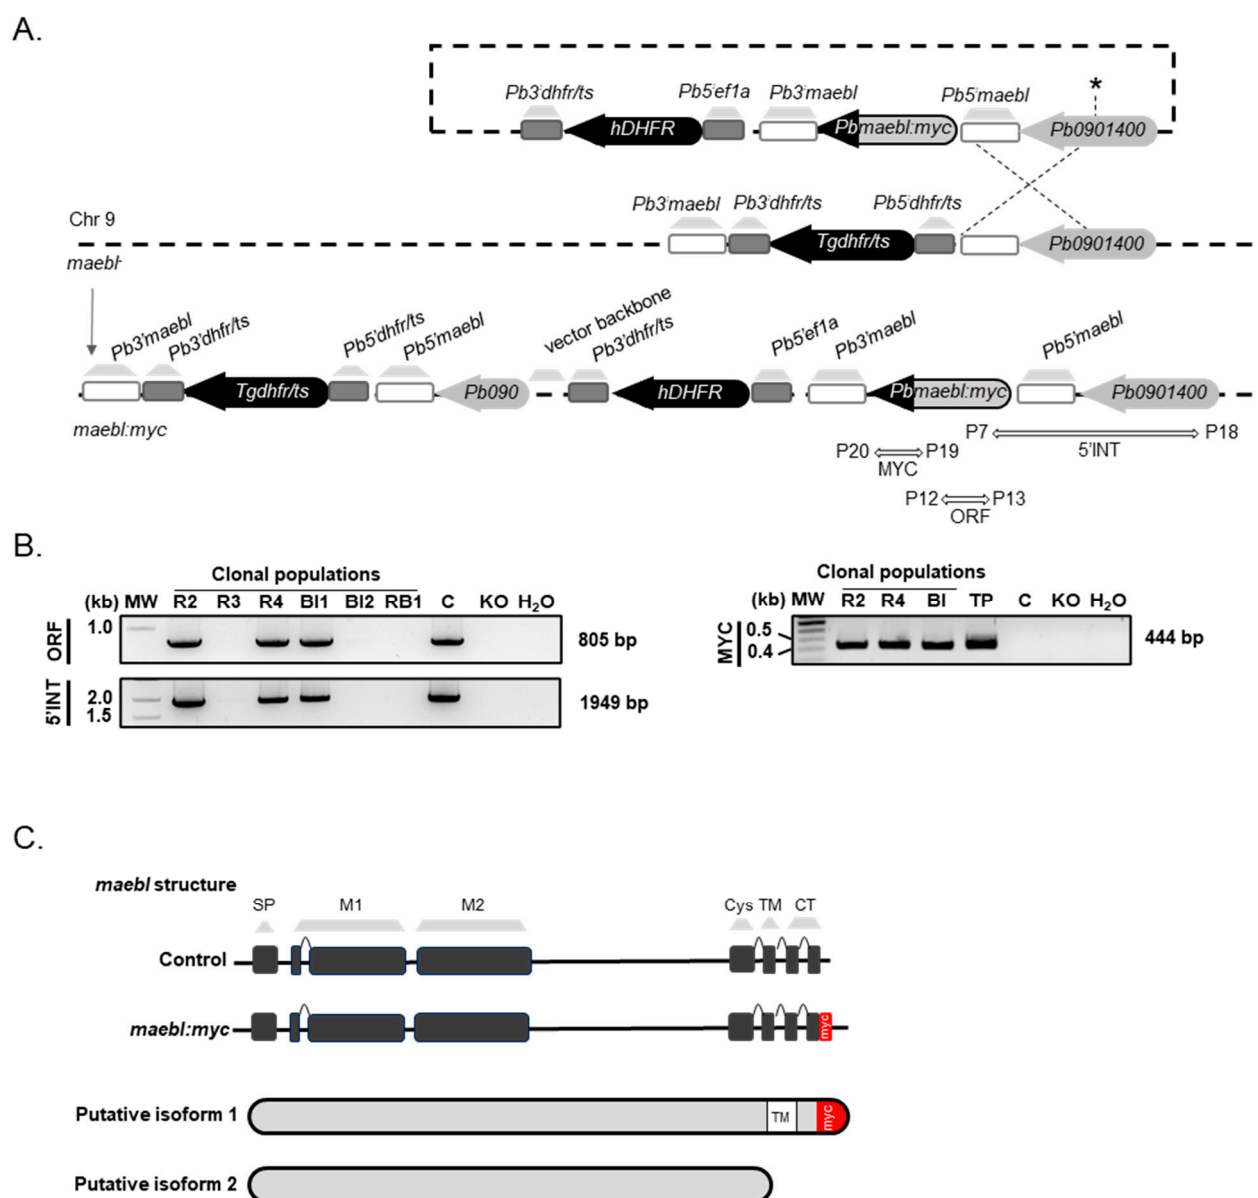 A.
Pb3'dhfr/ts Pb5'ef1a Pb3'maebl Pb5'maebl *
hDHFR Pbmaebl:myc Pb0901400
Chr 9 Pb3'maebl Pb3'dhfr/ts Pb5'dhfr/ts
maebl- Tgdhfr/ts Pb0901400
Pb3'maebl Pb3'dhfr/ts Pb5'dhfr/ts Pb5'maebl vector backbone Pb3'dhfr/ts Pb5'ef1a Pb3'maebl Pb5'maebl
Tgdhfr/ts Pb090 hDHFR Pbmaebl:myc Pb0901400
maebl:myc
P7 P18
5'INT
P20 P19
MYC
P12 P13
ORF
B.
Clonal populations
(kb) MW R2 R3 R4 Bl1 Bl2 RB1 C KO H2O
ORF 1.0 805 bp
5'INT 2.0 1949 bp
1.5
Clonal populations
(kb) MW R2 R4 Bl TP C KO H2O
MYC 0.5 444 bp
0.4
C.
maebl structure
SP M1 M2 Cys TM CT
Control
maebl:myc myc
Putative isoform 1 TM myc
Putative isoform 2